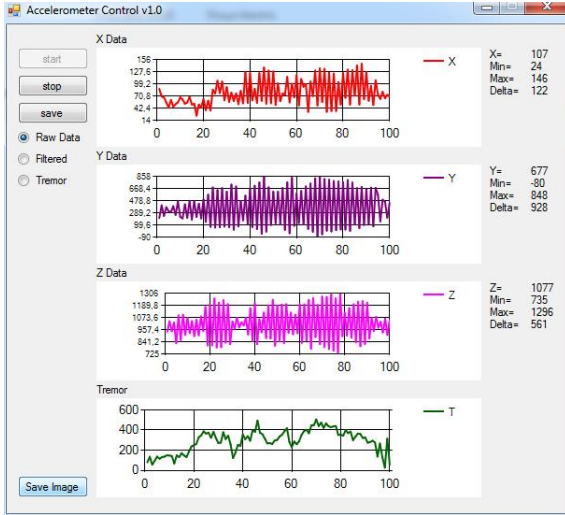 Accelerometer Control v1.0
start
stop
save
Raw Data
Filtered
Tremor
Save Image
X Data
156
127,6
99,2
70,8
42,4
14
0 20 40 60 80 100
X
X= 107
Min= 24
Max= 146
Delta= 122
Y Data
858
668,4
478,8
289,2
99,6
-90
0 20 40 60 80 100
Y
Y= 677
Min= -80
Max= 848
Delta= 928
Z Data
1306
1189,8
1073,6
957,4
841,2
725
0 20 40 60 80 100
Z
Z= 1077
Min= 735
Max= 1296
Delta= 561
Tremor
600
400
200
0
0 20 40 60 80 100
T